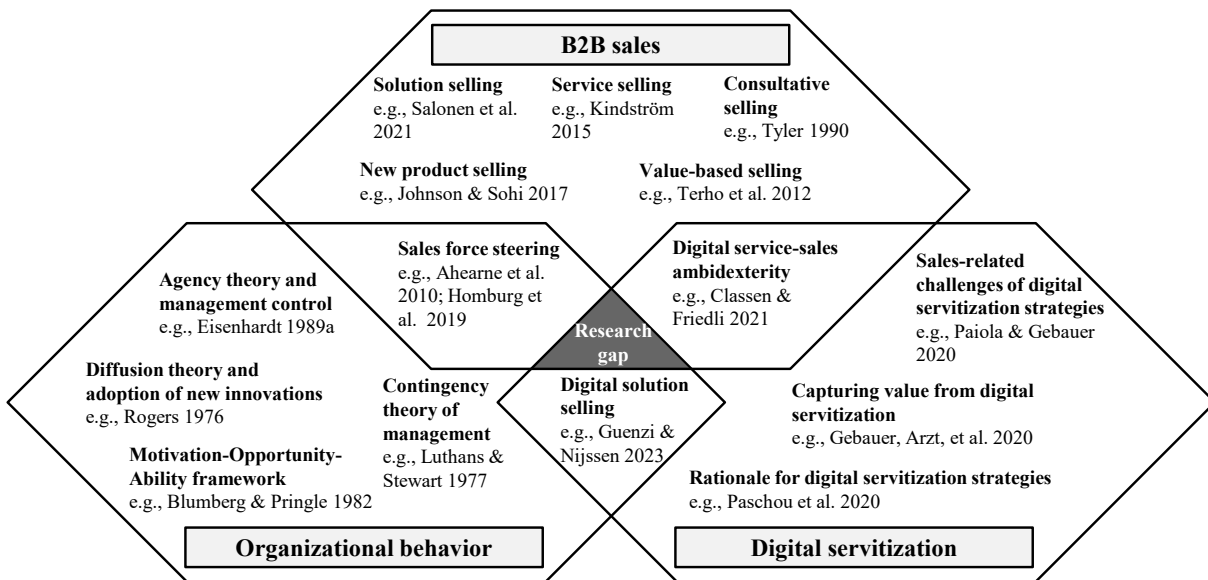 B2B sales
Solution selling
e.g., Salonen et al.
2021
Service selling
e.g., Kindström
2015
Consultative
selling
e.g., Tyler 1990
New product selling
e.g., Johnson & Sohi 2017
Value-based selling
e.g., Terho et al. 2012
Sales force steering
e.g., Ahearne et al.
2010; Homburg et
al. 2019
Digital service-sales
ambidexterity
e.g., Classen &
Friedli 2021
Sales-related
challenges of digital
servitization strategies
e.g., Paiola & Gebauer
2020
Agency theory and
management control
e.g., Eisenhardt 1989a
Research
gap
Diffusion theory and
adoption of new innovations
e.g., Rogers 1976
Contingency
theory of
management
e.g., Luthans &
Stewart 1977
Digital solution
selling
e.g., Guenzi &
Nijssen 2023
Capturing value from digital
servitization
e.g., Gebauer, Arzt, et al. 2020
Motivation-Opportunity-
Ability framework
e.g., Blumberg & Pringle 1982
Rationale for digital servitization strategies
e.g., Paschou et al. 2020
Organizational behavior
Digital servitization